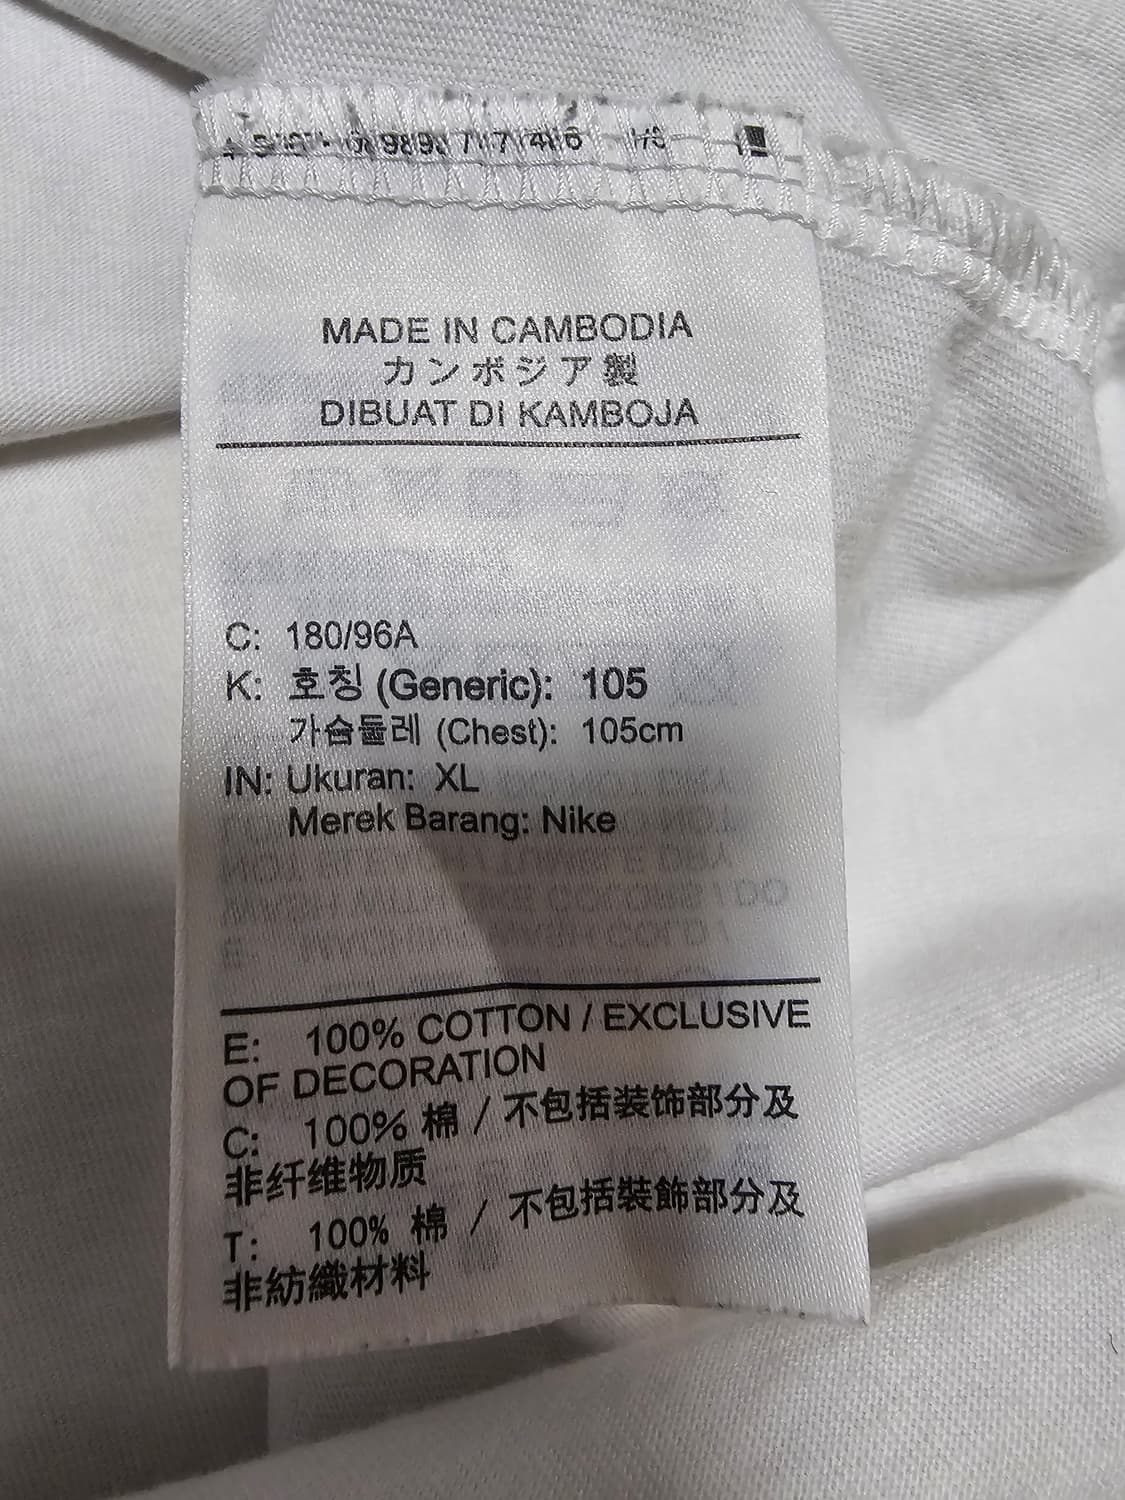 MADE IN CAMBODIA
カンボジア製
DIBUAT DI KAMBOJA
C: 180/96A
K: 호칭 (Generic): 105
가슴둘레 (Chest): 105cm
IN: Ukuran: XL
Merek Barang: Nike
E: 100% COTTON / EXCLUSIVE
OF DECORATION
C: 100% 棉 / 不包括装饰部分及
非纤维物质
T: 100% 棉 / 不包括裝飾部分及
非紡織材料